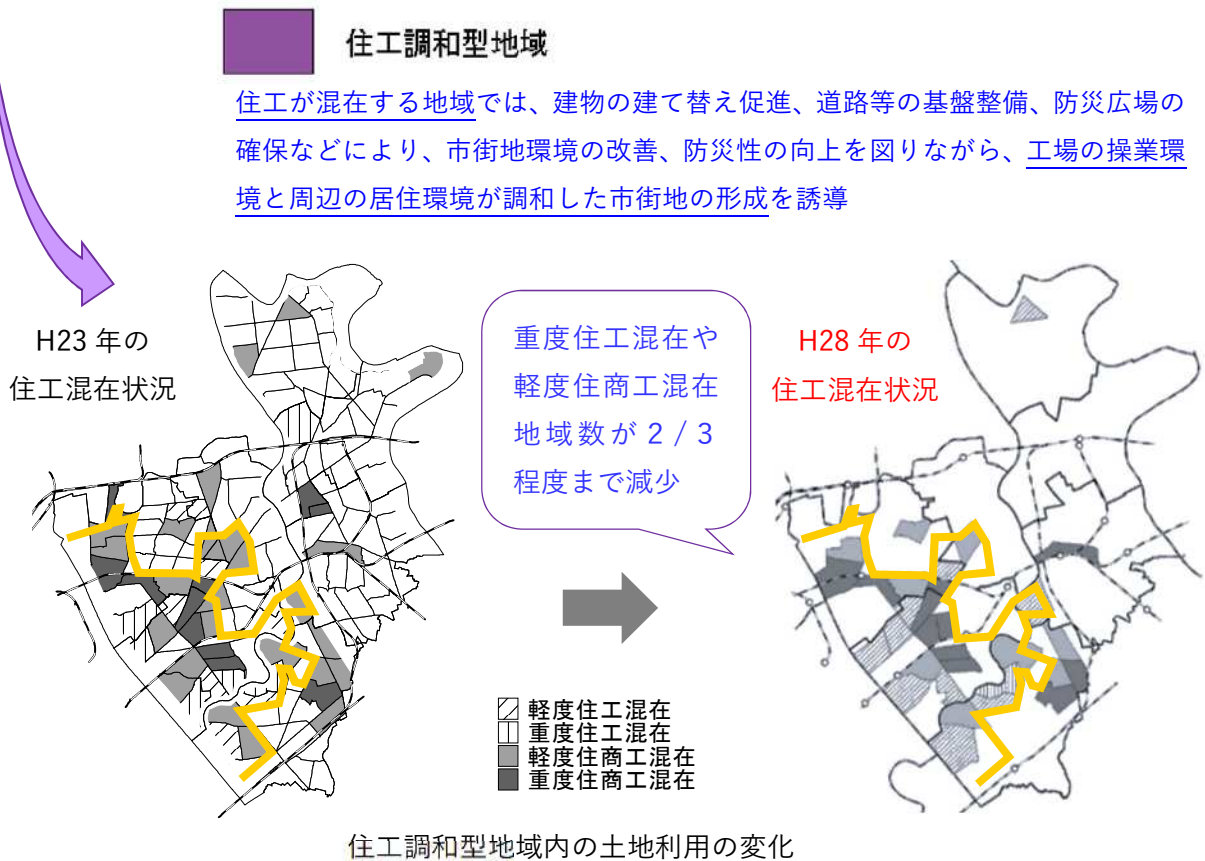 住工調和型地域
住工が混在する地域では、建物の建て替え促進、道路等の基盤整備、防災広場の
確保などにより、市街地環境の改善、防災性の向上を図りながら、工場の操業環
境と周辺の居住環境が調和した市街地の形成を誘導
H23 年の
住工混在状況
重度住工混在や
軽度住商工混在
地域数が 2 / 3
程度まで減少
H28 年の
住工混在状況
軽度住工混在
重度住工混在
軽度住商工混在
重度住商工混在
住工調和型地域内の土地利用の変化